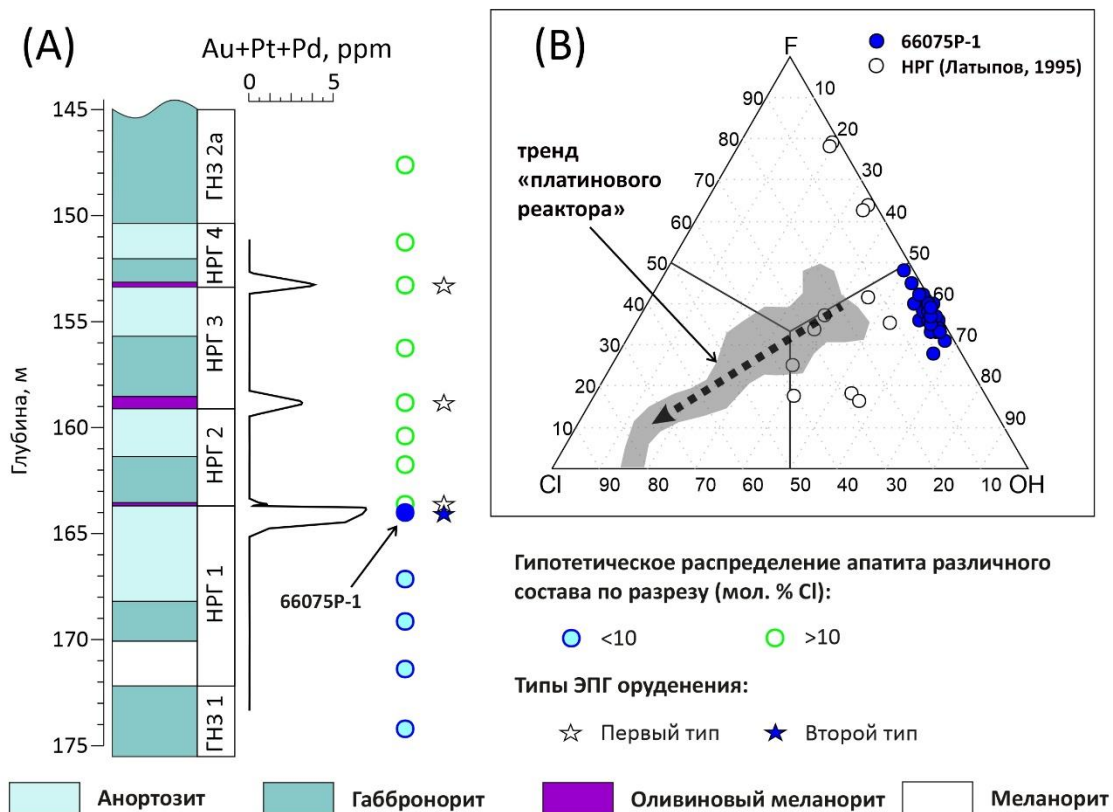 (A)
Au+Pt+Pd, ppm
0 5
Глубина, м
145
150
155
160
165
170
175
ГНЗ 2а
НРГ 4
НРГ 3
НРГ 2
НРГ 1
ГНЗ 1
66075P-1
(B)
F
66075P-1
НРГ (Латыпов, 1995)
тренд
«платинового
реактора»
90
80
70
60
50
40
30
20
10
10
20
30
40
50
60
70
80
90
Cl
90 80 70 60 50 40 30 20 10
OH
Гипотетическое распределение апатита различного
состава по разрезу (мол. % Cl):
<10 >10
Типы ЭПГ оруденения:
Первый тип Второй тип
Анортозит Габбронорит Оливиновый меланорит Меланорит